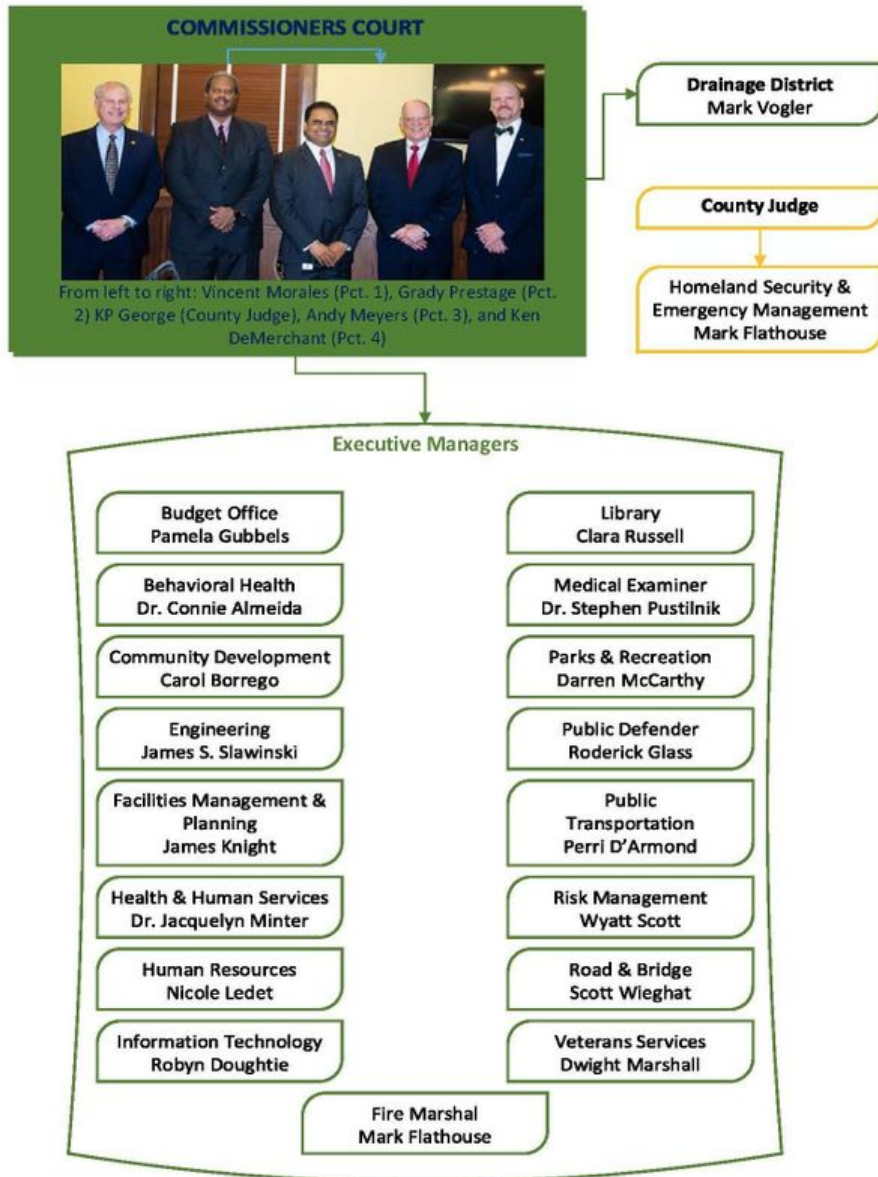 COMMISSIONERS COURT
From left to right: Vincent Morales (Pct. 1), Grady Prestage (Pct.
2) KP George (County Judge), Andy Meyers (Pct. 3), and Ken
DeMerchant (Pct. 4)
Drainage District
Mark Vogler
County Judge
Homeland Security &
Emergency Management
Mark Flathouse
Executive Managers
Budget Office
Pamela Gubbels
Behavioral Health
Dr. Connie Almeida
Community Development
Carol Borrego
Engineering
James S. Slawinski
Facilities Management &
Planning
James Knight
Health & Human Services
Dr. Jacquelyn Minter
Human Resources
Nicole Ledet
Information Technology
Robyn Doughtie
Library
Clara Russell
Medical Examiner
Dr. Stephen Pustilnik
Parks & Recreation
Darren McCarthy
Public Defender
Roderick Glass
Public
Transportation
Perri D’Armond
Risk Management
Wyatt Scott
Road & Bridge
Scott Wieghat
Veterans Services
Dwight Marshall
Fire Marshal
Mark Flathouse